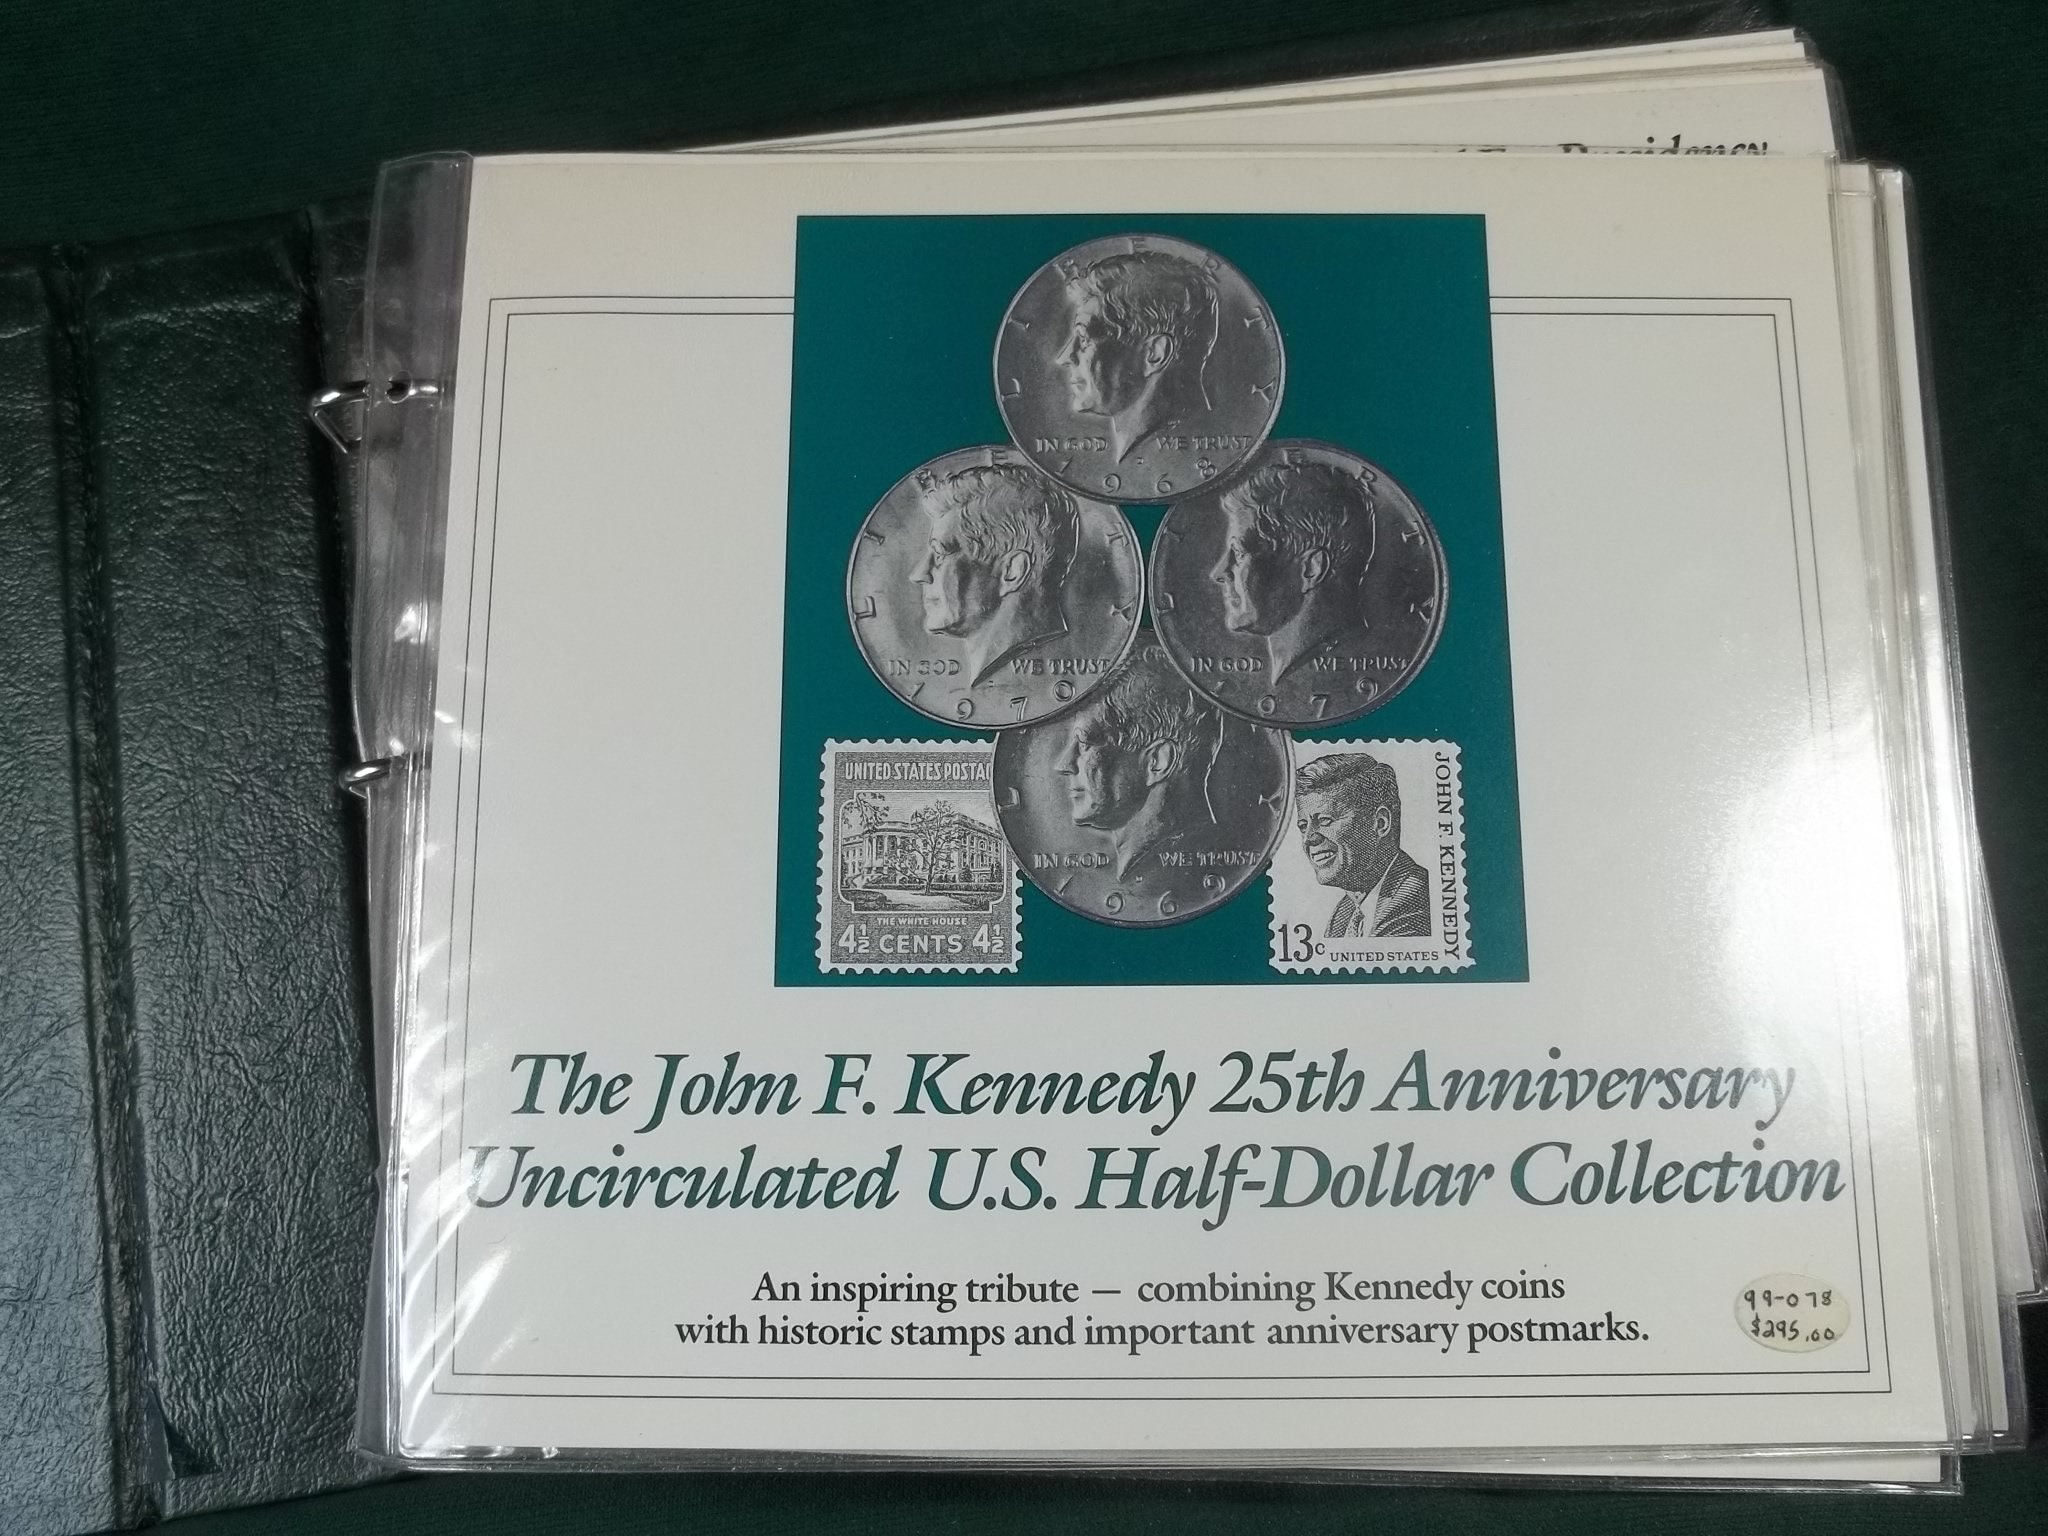 Presidency
LIBERTY
IN GOD WE TRUST
1968
LIBERTY
IN GOD WE TRUST
1970
LIBERTY
IN GOD WE TRUST
1979
L TY
IN GOD WE TRUST
1969
UNITED STATES POSTAG
THE WHITE HOUSE
4½ CENTS 4½
JOHN F. KENNEDY
13c UNITED STATES
The John F. Kennedy 25th Anniversary
Uncirculated U.S. Half-Dollar Collection
An inspiring tribute — combining Kennedy coins
with historic stamps and important anniversary postmarks.
99-078
$295.00